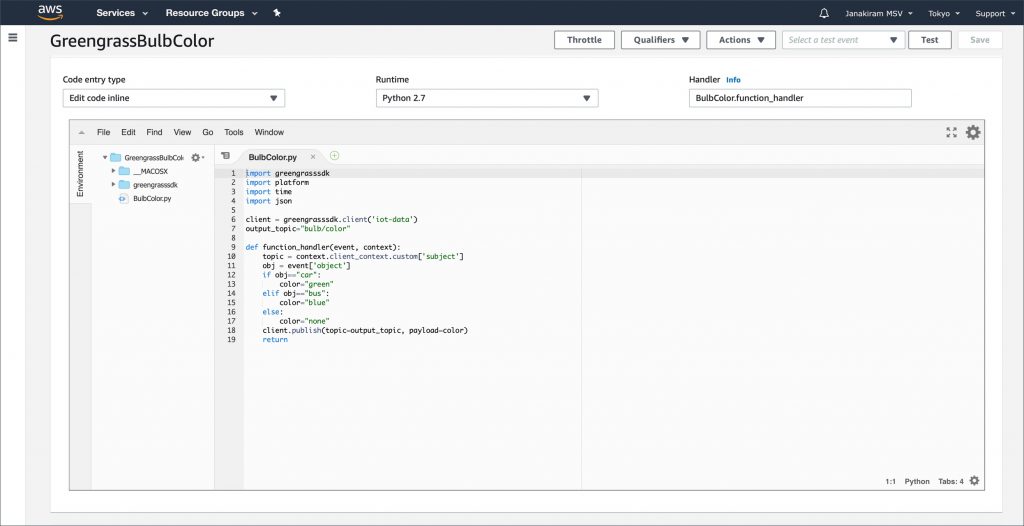 aws Services Resource Groups Janakiram MSV Tokyo Support
GreengrassBulbColor Throttle Qualifiers Actions Select a test event Test Save
Code entry type Runtime Handler Info
Edit code inline Python 2.7 BulbColor.function_handler
File Edit Find View Go Tools Window
Environment
GreengrassBulbCol
__MACOSX
greengrasssdk
BulbColor.py
BulbColor.py ×
1 import greengrasssdk
2 import platform
3 import time
4 import json
5
6 client = greengrasssdk.client('iot-data')
7 output_topic="bulb/color"
8
9 def function_handler(event, context):
10     topic = context.client_context.custom['subject']
11     obj = event['object']
12     if obj=="car":
13         color="green"
14     elif obj=="bus":
15         color="blue"
16     else:
17         color="none"
18     client.publish(topic=output_topic, payload=color)
19     return
1:1 Python Tabs: 4